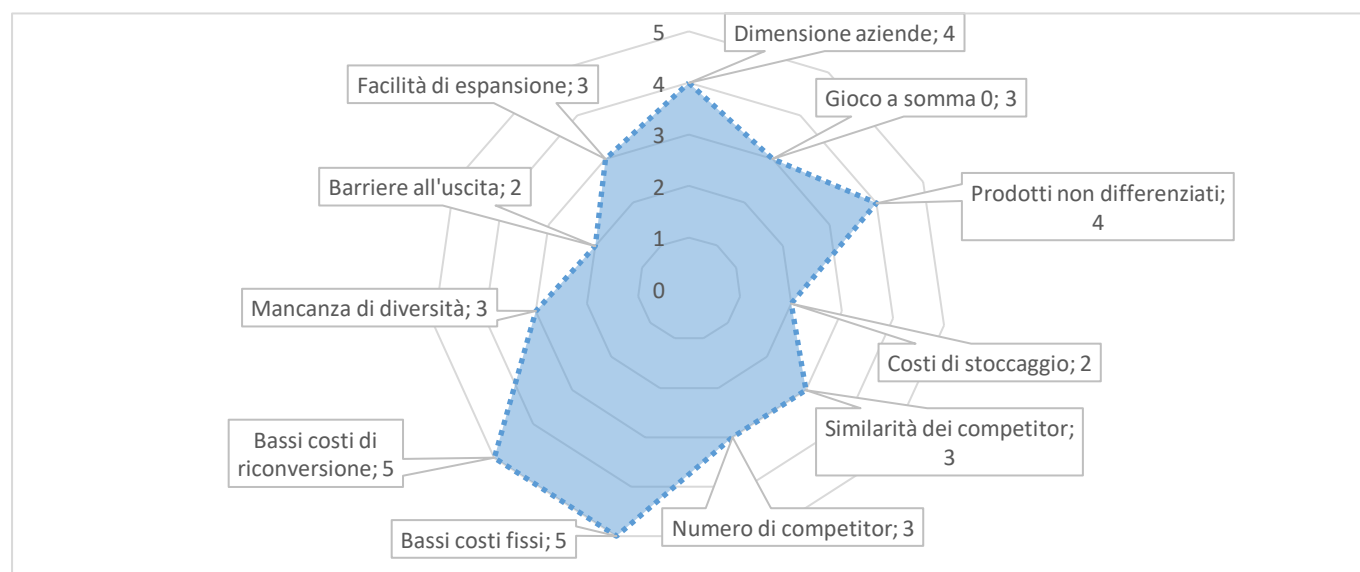 5
4
3
2
1
0
Dimensione aziende; 4
Gioco a somma 0; 3
Prodotti non differenziati;
4
Costi di stoccaggio; 2
Similarità dei competitor;
3
Numero di competitor; 3
Bassi costi fissi; 5
Bassi costi di
riconversione; 5
Mancanza di diversità; 3
Barriere all'uscita; 2
Facilità di espansione; 3